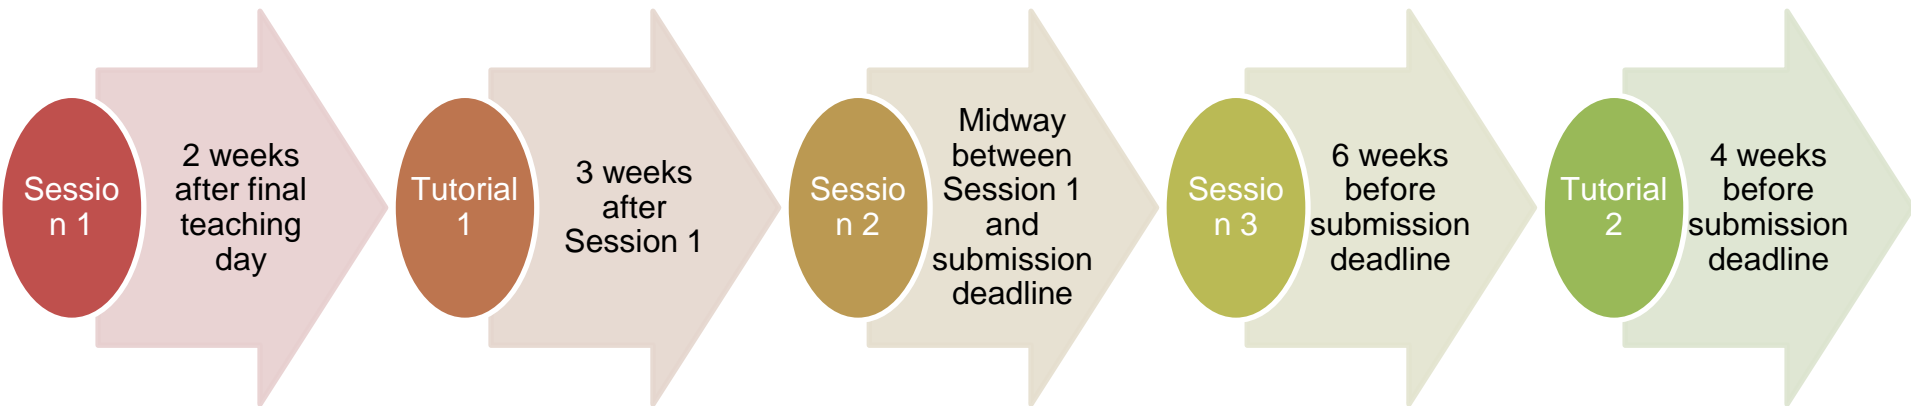 Sessio
n 1
2 weeks
after final
teaching
day
Tutorial
1
3 weeks
after
Session 1
Sessio
n 2
Midway
between
Session 1
and
submission
deadline
Sessio
n 3
6 weeks
before
submission
deadline
Tutorial
2
4 weeks
before
submission
deadline